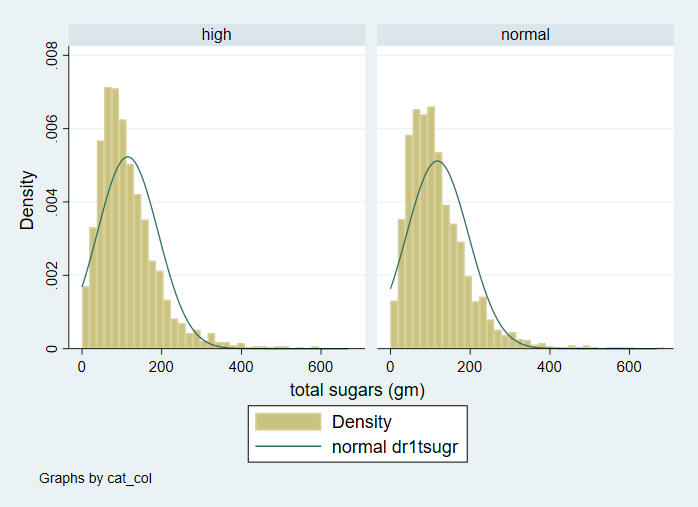 high
normal
Density
0
.002
.004
.006
.008
0
200
400
600
0
200
400
600
total sugars (gm)
Density
normal dr1tsugr
Graphs by cat_col